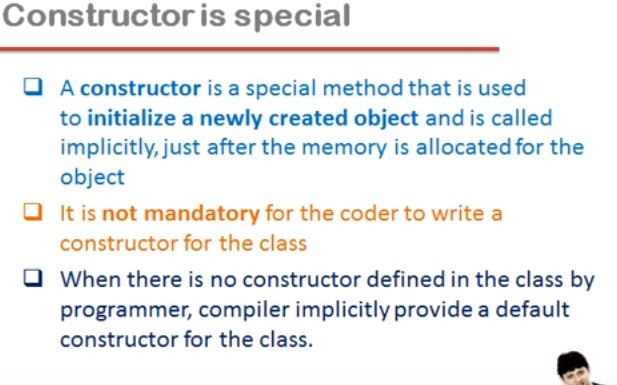 Constructor is special
❑ A constructor is a special method that is used
to initialize a newly created object and is called
implicitly, just after the memory is allocated for the
object
❑ It is not mandatory for the coder to write a
constructor for the class
❑ When there is no constructor defined in the class by
programmer, compiler implicitly provide a default
constructor for the class.